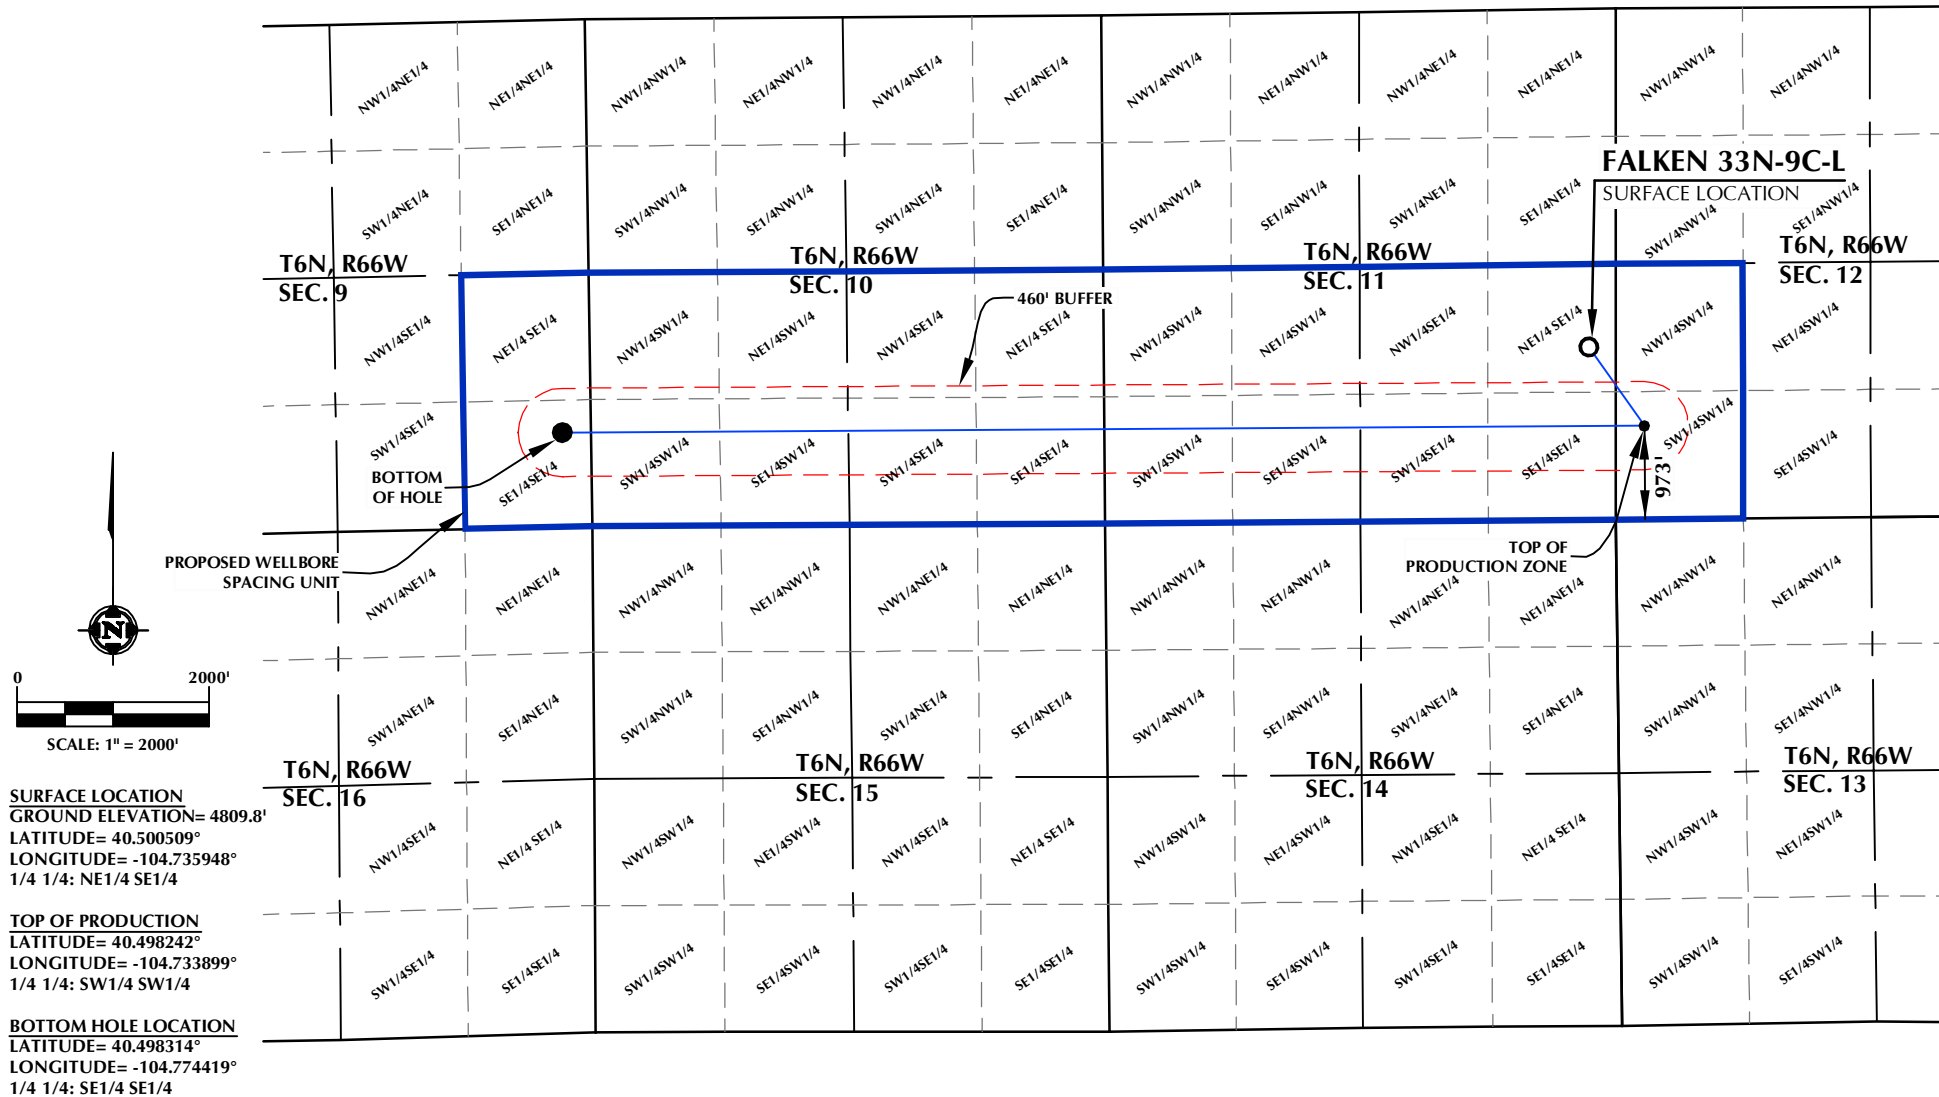 NW1/4NE1/4 NE1/4NE1/4 NW1/4NW1/4 NE1/4NW1/4 NW1/4NE1/4 NE1/4NE1/4 NW1/4NW1/4 NE1/4NW1/4 NW1/4NE1/4 NE1/4NE1/4 NW1/4NW1/4 NE1/4NW1/4
FALKEN 33N-9C-L
SURFACE LOCATION
SW1/4NE1/4 SE1/4NE1/4 SW1/4NW1/4 SE1/4NW1/4 SW1/4NE1/4 SE1/4NE1/4 SW1/4NW1/4 SE1/4NW1/4 SW1/4NE1/4 SE1/4NE1/4 SW1/4NW1/4 SE1/4NW1/4
T6N, R66W
SEC. 9
T6N, R66W
SEC. 10
T6N, R66W
SEC. 11
T6N, R66W
SEC. 12
460' BUFFER
NW1/4SE1/4 NE1/4 SE1/4 NW1/4SW1/4 NE1/4SW1/4 NW1/4SE1/4 NE1/4 SE1/4 NW1/4SW1/4 NE1/4SW1/4 NW1/4SE1/4 NE1/4 SE1/4 NW1/4SW1/4 NE1/4SW1/4
SW1/4SE1/4 SE1/4SE1/4 SW1/4SW1/4 SE1/4SW1/4 SW1/4SE1/4 SE1/4SE1/4 SW1/4SW1/4 SE1/4SW1/4 SW1/4SE1/4 SE1/4SE1/4 SW1/4SW1/4 SE1/4SW1/4
BOTTOM
OF HOLE
973'
PROPOSED WELLBORE
SPACING UNIT
TOP OF
PRODUCTION ZONE
NW1/4NE1/4 NE1/4NE1/4 NW1/4NW1/4 NE1/4NW1/4 NW1/4NE1/4 NE1/4NE1/4 NW1/4NW1/4 NE1/4NW1/4 NW1/4NE1/4 NE1/4NE1/4 NW1/4NW1/4 NE1/4NW1/4
N
0 2000'
SCALE: 1" = 2000'
SW1/4NE1/4 SE1/4NE1/4 SW1/4NW1/4 SE1/4NW1/4 SW1/4NE1/4 SE1/4NE1/4 SW1/4NW1/4 SE1/4NW1/4 SW1/4NE1/4 SE1/4NE1/4 SW1/4NW1/4 SE1/4NW1/4
T6N, R66W
SEC. 16
T6N, R66W
SEC. 15
T6N, R66W
SEC. 14
T6N, R66W
SEC. 13
NW1/4SE1/4 NE1/4 SE1/4 NW1/4SW1/4 NE1/4SW1/4 NW1/4SE1/4 NE1/4 SE1/4 NW1/4SW1/4 NE1/4SW1/4 NW1/4SE1/4 NE1/4 SE1/4 NW1/4SW1/4 NE1/4SW1/4
SW1/4SE1/4 SE1/4SE1/4 SW1/4SW1/4 SE1/4SW1/4 SW1/4SE1/4 SE1/4SE1/4 SW1/4SW1/4 SE1/4SW1/4 SW1/4SE1/4 SE1/4SE1/4 SW1/4SW1/4 SE1/4SW1/4
SURFACE LOCATION
GROUND ELEVATION= 4809.8'
LATITUDE= 40.500509°
LONGITUDE= -104.735948°
1/4 1/4: NE1/4 SE1/4
TOP OF PRODUCTION
LATITUDE= 40.498242°
LONGITUDE= -104.733899°
1/4 1/4: SW1/4 SW1/4
BOTTOM HOLE LOCATION
LATITUDE= 40.498314°
LONGITUDE= -104.774419°
1/4 1/4: SE1/4 SE1/4